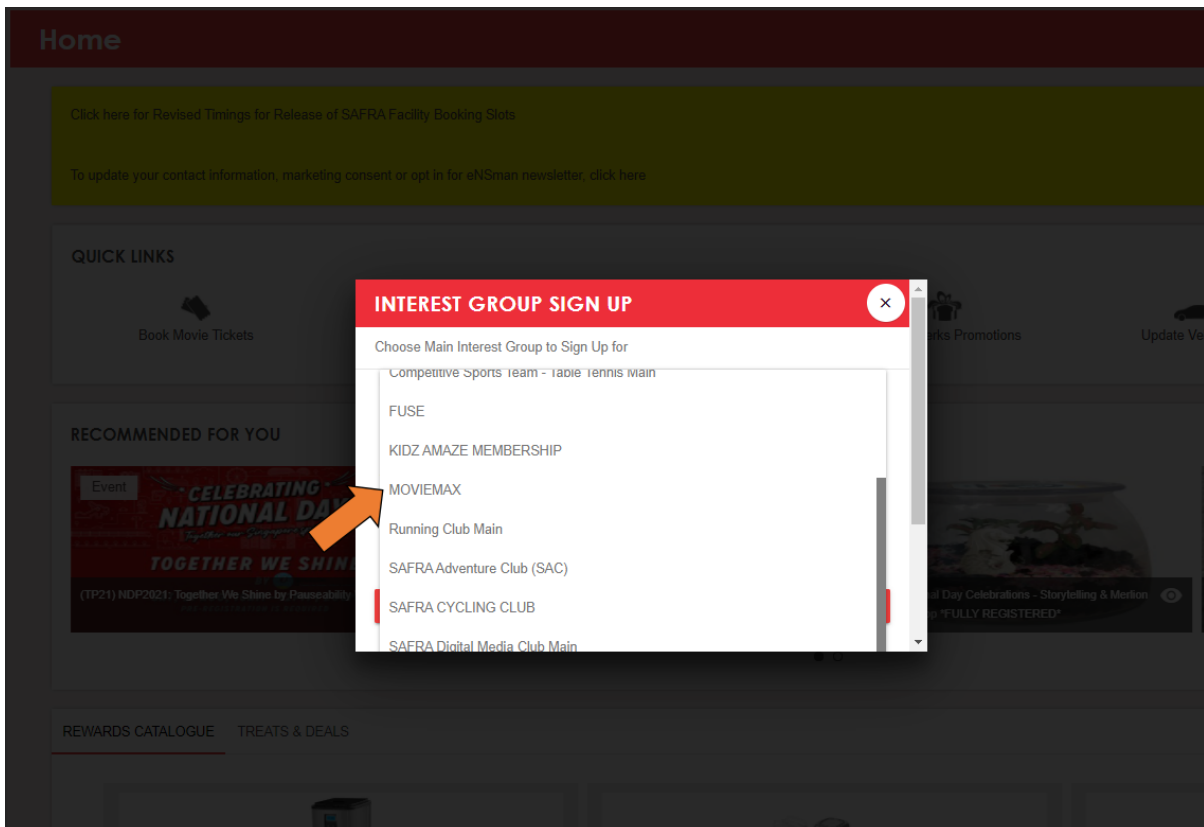 Home
Click here for Revised Timings for Release of SAFRA Facility Booking Slots
To update your contact information, marketing consent or opt in for eNSman newsletter, click here
QUICK LINKS
Book Movie Tickets
Promotions
Update
INTEREST GROUP SIGN UP
Choose Main Interest Group to Sign Up for
Competitive Sports Team - Table Tennis Main
FUSE
KIDZ AMAZE MEMBERSHIP
MOVIEMAX
Running Club Main
SAFRA Adventure Club (SAC)
SAFRA CYCLING CLUB
SAFRA Digital Media Club Main
RECOMMENDED FOR YOU
Event
CELEBRATING
NATIONAL
TOGETHER WE SHINE
(TP21) NDP2021: Together We Shine by Pauseability
Day Celebrations - Storytelling & Merlion
*FULLY REGISTERED*
REWARDS CATALOGUE TREATS & DEALS